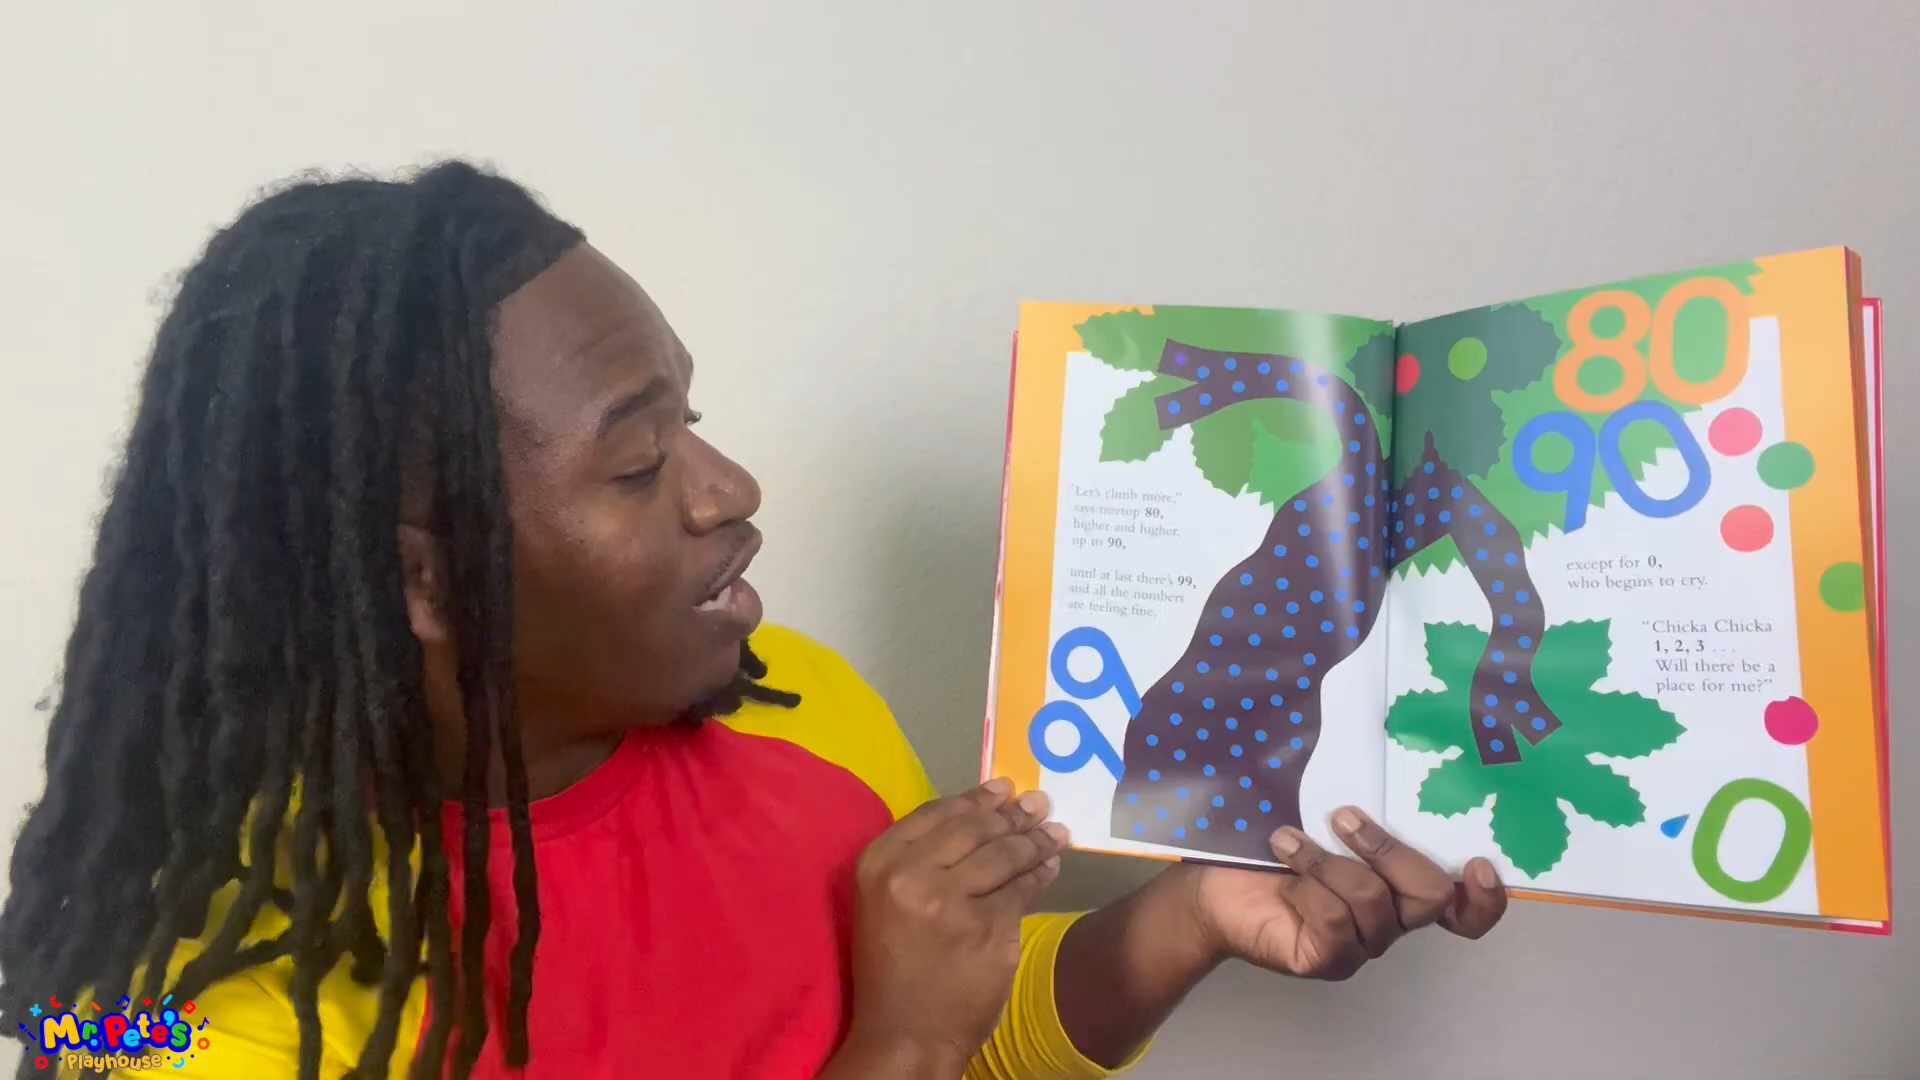 "Let's climb more,"
says treetop 80,
higher and higher,
up to 90,
until at last there's 99,
and all the numbers
are feeling fine,
99
80
90
except for 0,
who begins to cry.
"Chicka Chicka
1, 2, 3 . . .
Will there be a
place for me?"
0
Mr. Pete's
Playhouse